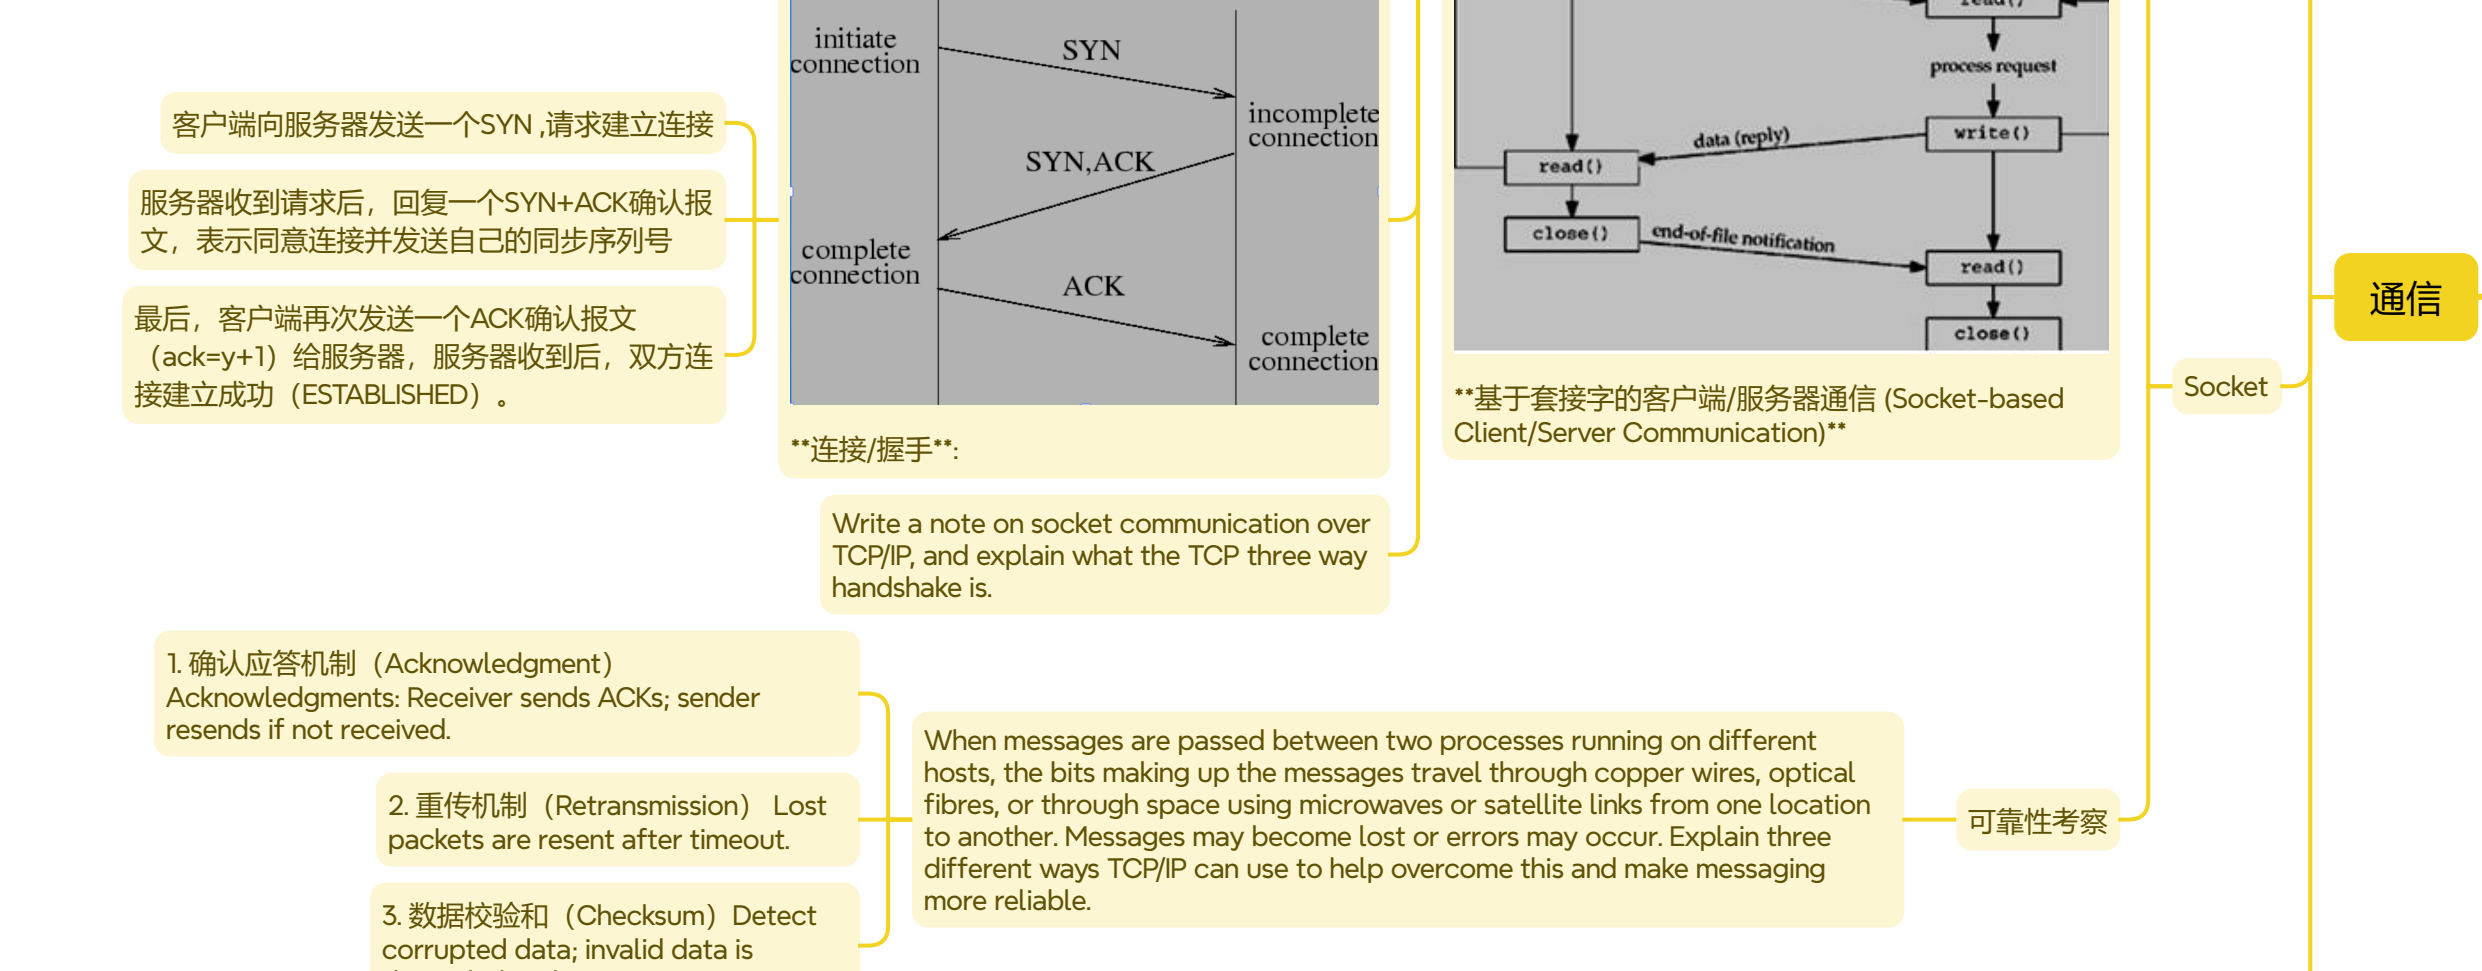 客户端向服务器发送一个SYN ,请求建立连接
服务器收到请求后，回复一个SYN+ACK确认报
文，表示同意连接并发送自己的同步序列号
最后，客户端再次发送一个ACK确认报文
（ack=y+1）给服务器，服务器收到后，双方连
接建立成功（ESTABLISHED）。
initiate
connection
SYN
incomplete
connection
SYN,ACK
complete
connection
ACK
complete
connection
**连接/握手**:
Write a note on socket communication over
TCP/IP, and explain what the TCP three way
handshake is.
read()
process request
write()
data (reply)
read()
close()
end-of-file notification
read()
close()
**基于套接字的客户端/服务器通信 (Socket-based
Client/Server Communication)**
Socket
通信
1. 确认应答机制（Acknowledgment）
Acknowledgments: Receiver sends ACKs; sender
resends if not received.
2. 重传机制（Retransmission） Lost
packets are resent after timeout.
3. 数据校验和（Checksum）Detect
corrupted data; invalid data is
When messages are passed between two processes running on different
hosts, the bits making up the messages travel through copper wires, optical
fibres, or through space using microwaves or satellite links from one location
to another. Messages may become lost or errors may occur. Explain three
different ways TCP/IP can use to help overcome this and make messaging
more reliable.
可靠性考察